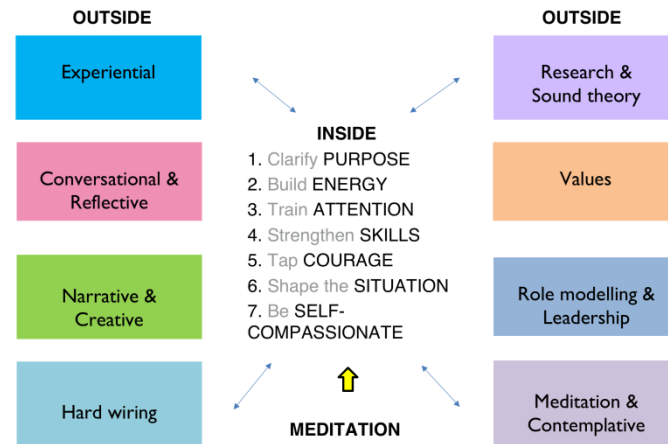 OUTSIDE
Experiential
Conversational &
Reflective
Narrative &
Creative
Hard wiring
INSIDE
1. Clarify PURPOSE
2. Build ENERGY
3. Train ATTENTION
4. Strengthen SKILLS
5. Tap COURAGE
6. Shape the SITUATION
7. Be SELF-
COMPASSIONATE
MEDITATION
OUTSIDE
Research &
Sound theory
Values
Role modelling &
Leadership
Meditation &
Contemplative